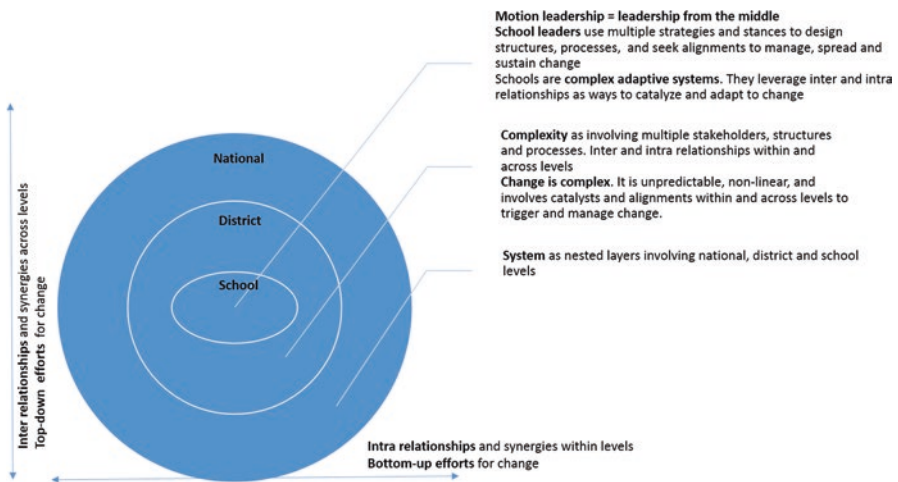 Motion leadership = leadership from the middle
School leaders use multiple strategies and stances to design
structures, processes,  and seek alignments to manage, spread and
sustain change
Schools are complex adaptive systems. They leverage inter and intra
relationships as ways to catalyze and adapt to change
Complexity as involving multiple stakeholders, structures
and processes. Inter and intra relationships within and
across levels
Change is complex. It is unpredictable, non-linear, and
involves catalysts and alignments within and across levels to
trigger and manage change.
System as nested layers involving national, district and school
levels
National
District
School
Inter relationships and synergies across levels
Top-down efforts for change
Intra relationships and synergies within levels
Bottom-up efforts for change